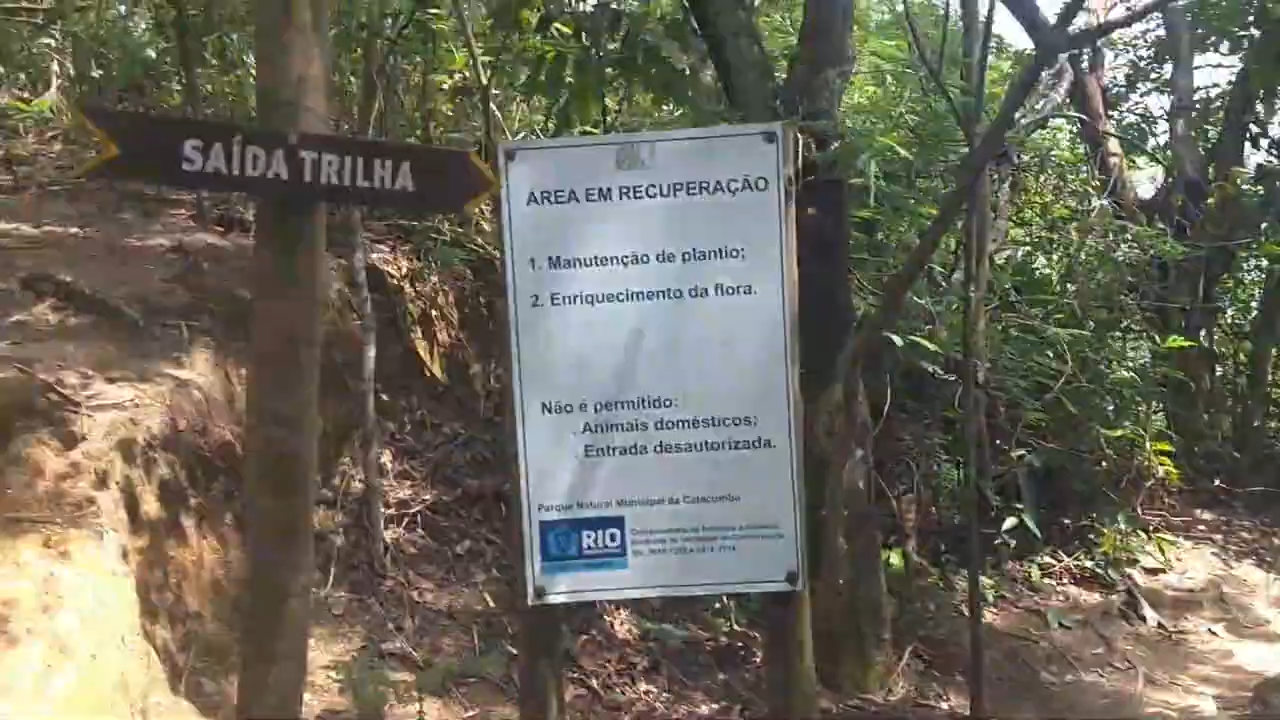 SAÍDA TRILHA
ÁREA EM RECUPERAÇÃO
1. Manutenção de plantio;
2. Enriquecimento da flora.
Não é permitido:
. Animais domésticos;
. Entrada desautorizada.
Parque Natural Municipal da Catacumba
RIO